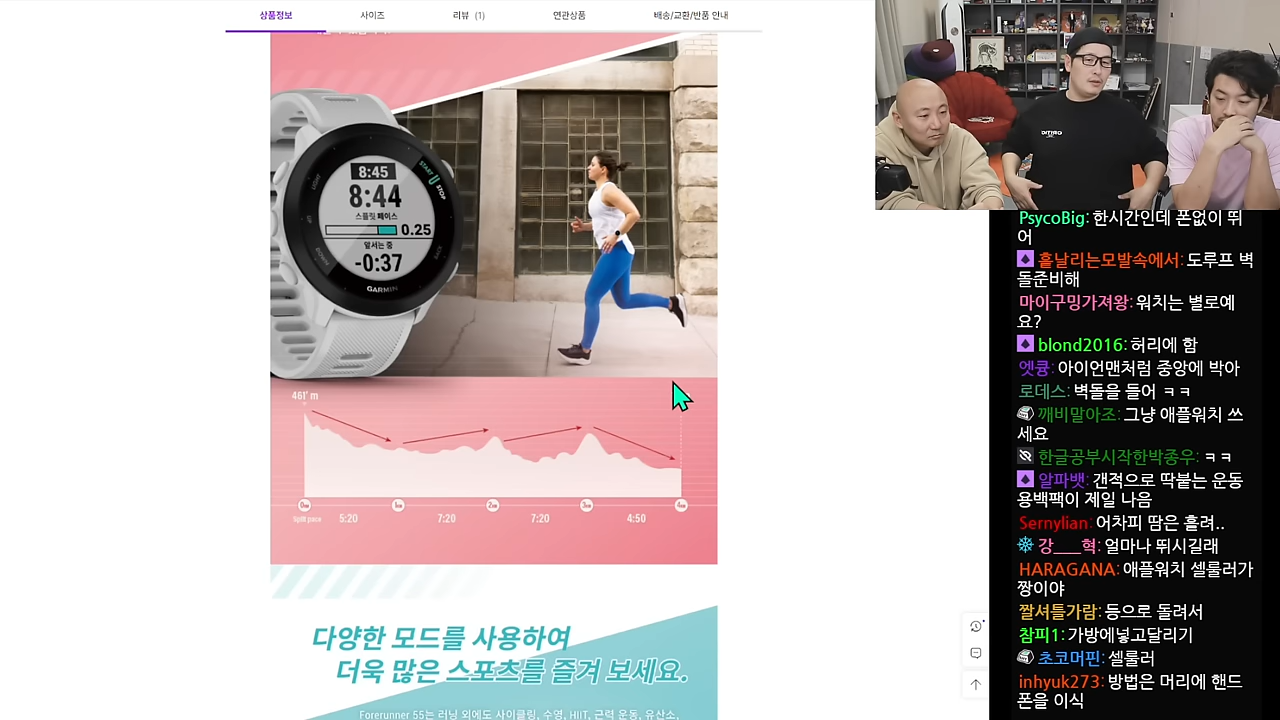 상품정보
사이즈
리뷰 (1)
연관상품
배송/교환/반품 안내
LIGHT
START
STOP
UP
8:45
8:44
스플릿 페이스
0.25
앞서는 중
-0:37
GARMIN
461' m
0km
1km
2km
3km
4km
Split pace
5:20
7:20
7:20
4:50
다양한 모드를 사용하여
더욱 많은 스포츠를 즐겨 보세요.
Forerunner 55는 러닝 외에도 사이클링, 수영, HIIT, 근력 운동, 유산소,
PsycoBig: 한시간인데 폰없이 뛰
어
흩날리는모발속에서: 도루프 벽
돌준비해
마이구밍가져왕: 워치는 별로예
요?
blond2016: 허리에 함
엣큥: 아이언맨처럼 중앙에 박아
로데스: 벽돌을 들어 ㅋㅋ
깨비말아조: 그냥 애플워치 쓰
세요
한글공부시작한박종우: ㅋㅋ
알파뱃: 갠적으로 딱붙는 운동
용백팩이 제일 나음
Sernylian: 어차피 땀은 흘려..
강___혁: 얼마나 뛰시길래
HARAGANA: 애플워치 셀룰러가
짱이야
짤셔틀가람: 등으로 돌려서
참피1: 가방에넣고달리기
초코머핀: 셀룰러
inhyuk273: 방법은 머리에 핸드
폰을 이식